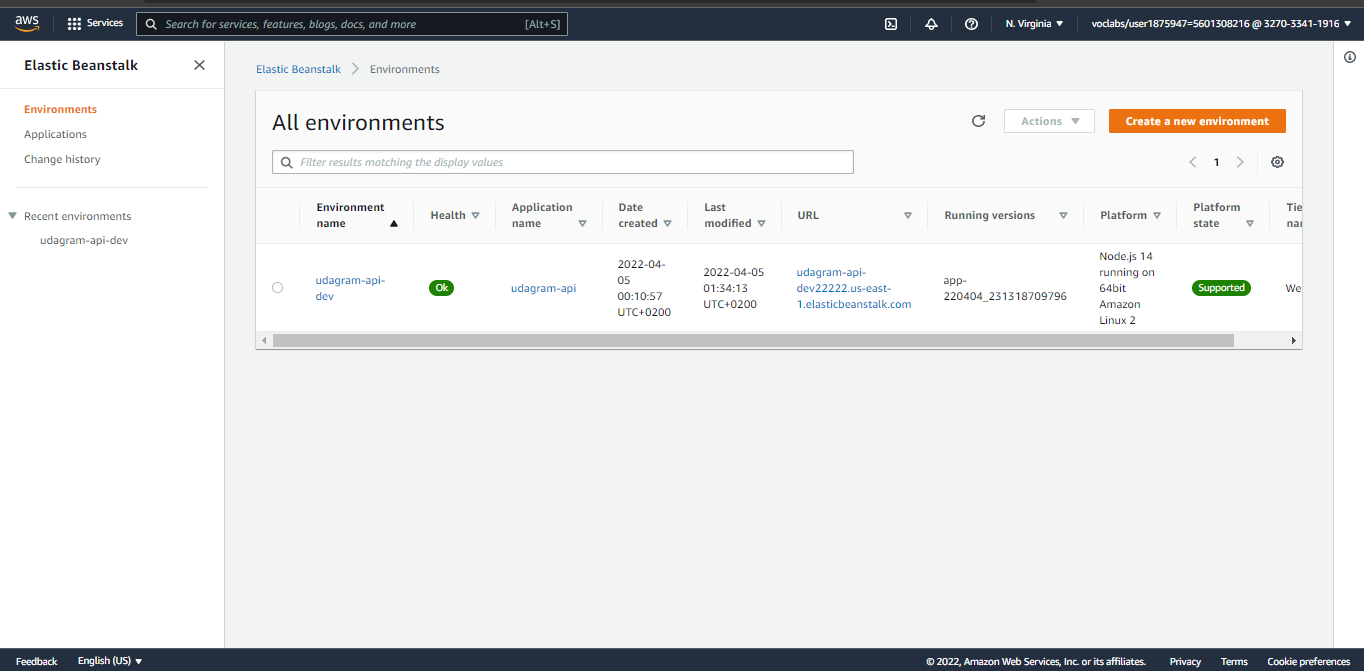 aws
Services
Search for services, features, blogs, docs, and more
[Alt+S]
N. Virginia
voclabs/user1875947=5601308216 @ 3270-3341-1916
Elastic Beanstalk
Environments
Applications
Change history
Recent environments
udagram-api-dev
Elastic Beanstalk
Environments
All environments
Actions
Create a new environment
Filter results matching the display values
1
Environment
name
Health
Application
name
Date
created
Last
modified
URL
Running versions
Platform
Platform
state
Tie
nar
udagram-api-
dev
Ok
udagram-api
2022-04-
05
00:10:57
UTC+0200
2022-04-05
01:34:13
UTC+0200
udagram-api-
dev22222.us-east-
1.elasticbeanstalk.com
app-
220404_231318709796
Node.js 14
running on
64bit
Amazon
Linux 2
Supported
We
Feedback
English (US)
© 2022, Amazon Web Services, Inc. or its affiliates.
Privacy
Terms
Cookie preferences